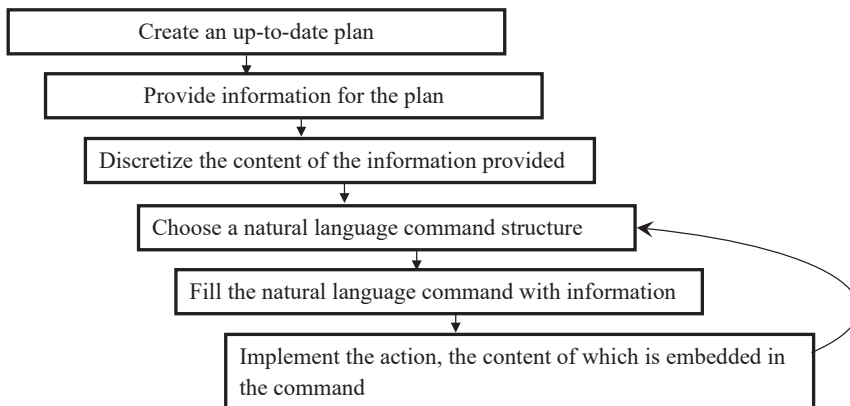 Create an up-to-date plan
Provide information for the plan
Discretize the content of the information provided
Choose a natural language command structure
Fill the natural language command with information
Implement the action, the content of which is embedded in
the command